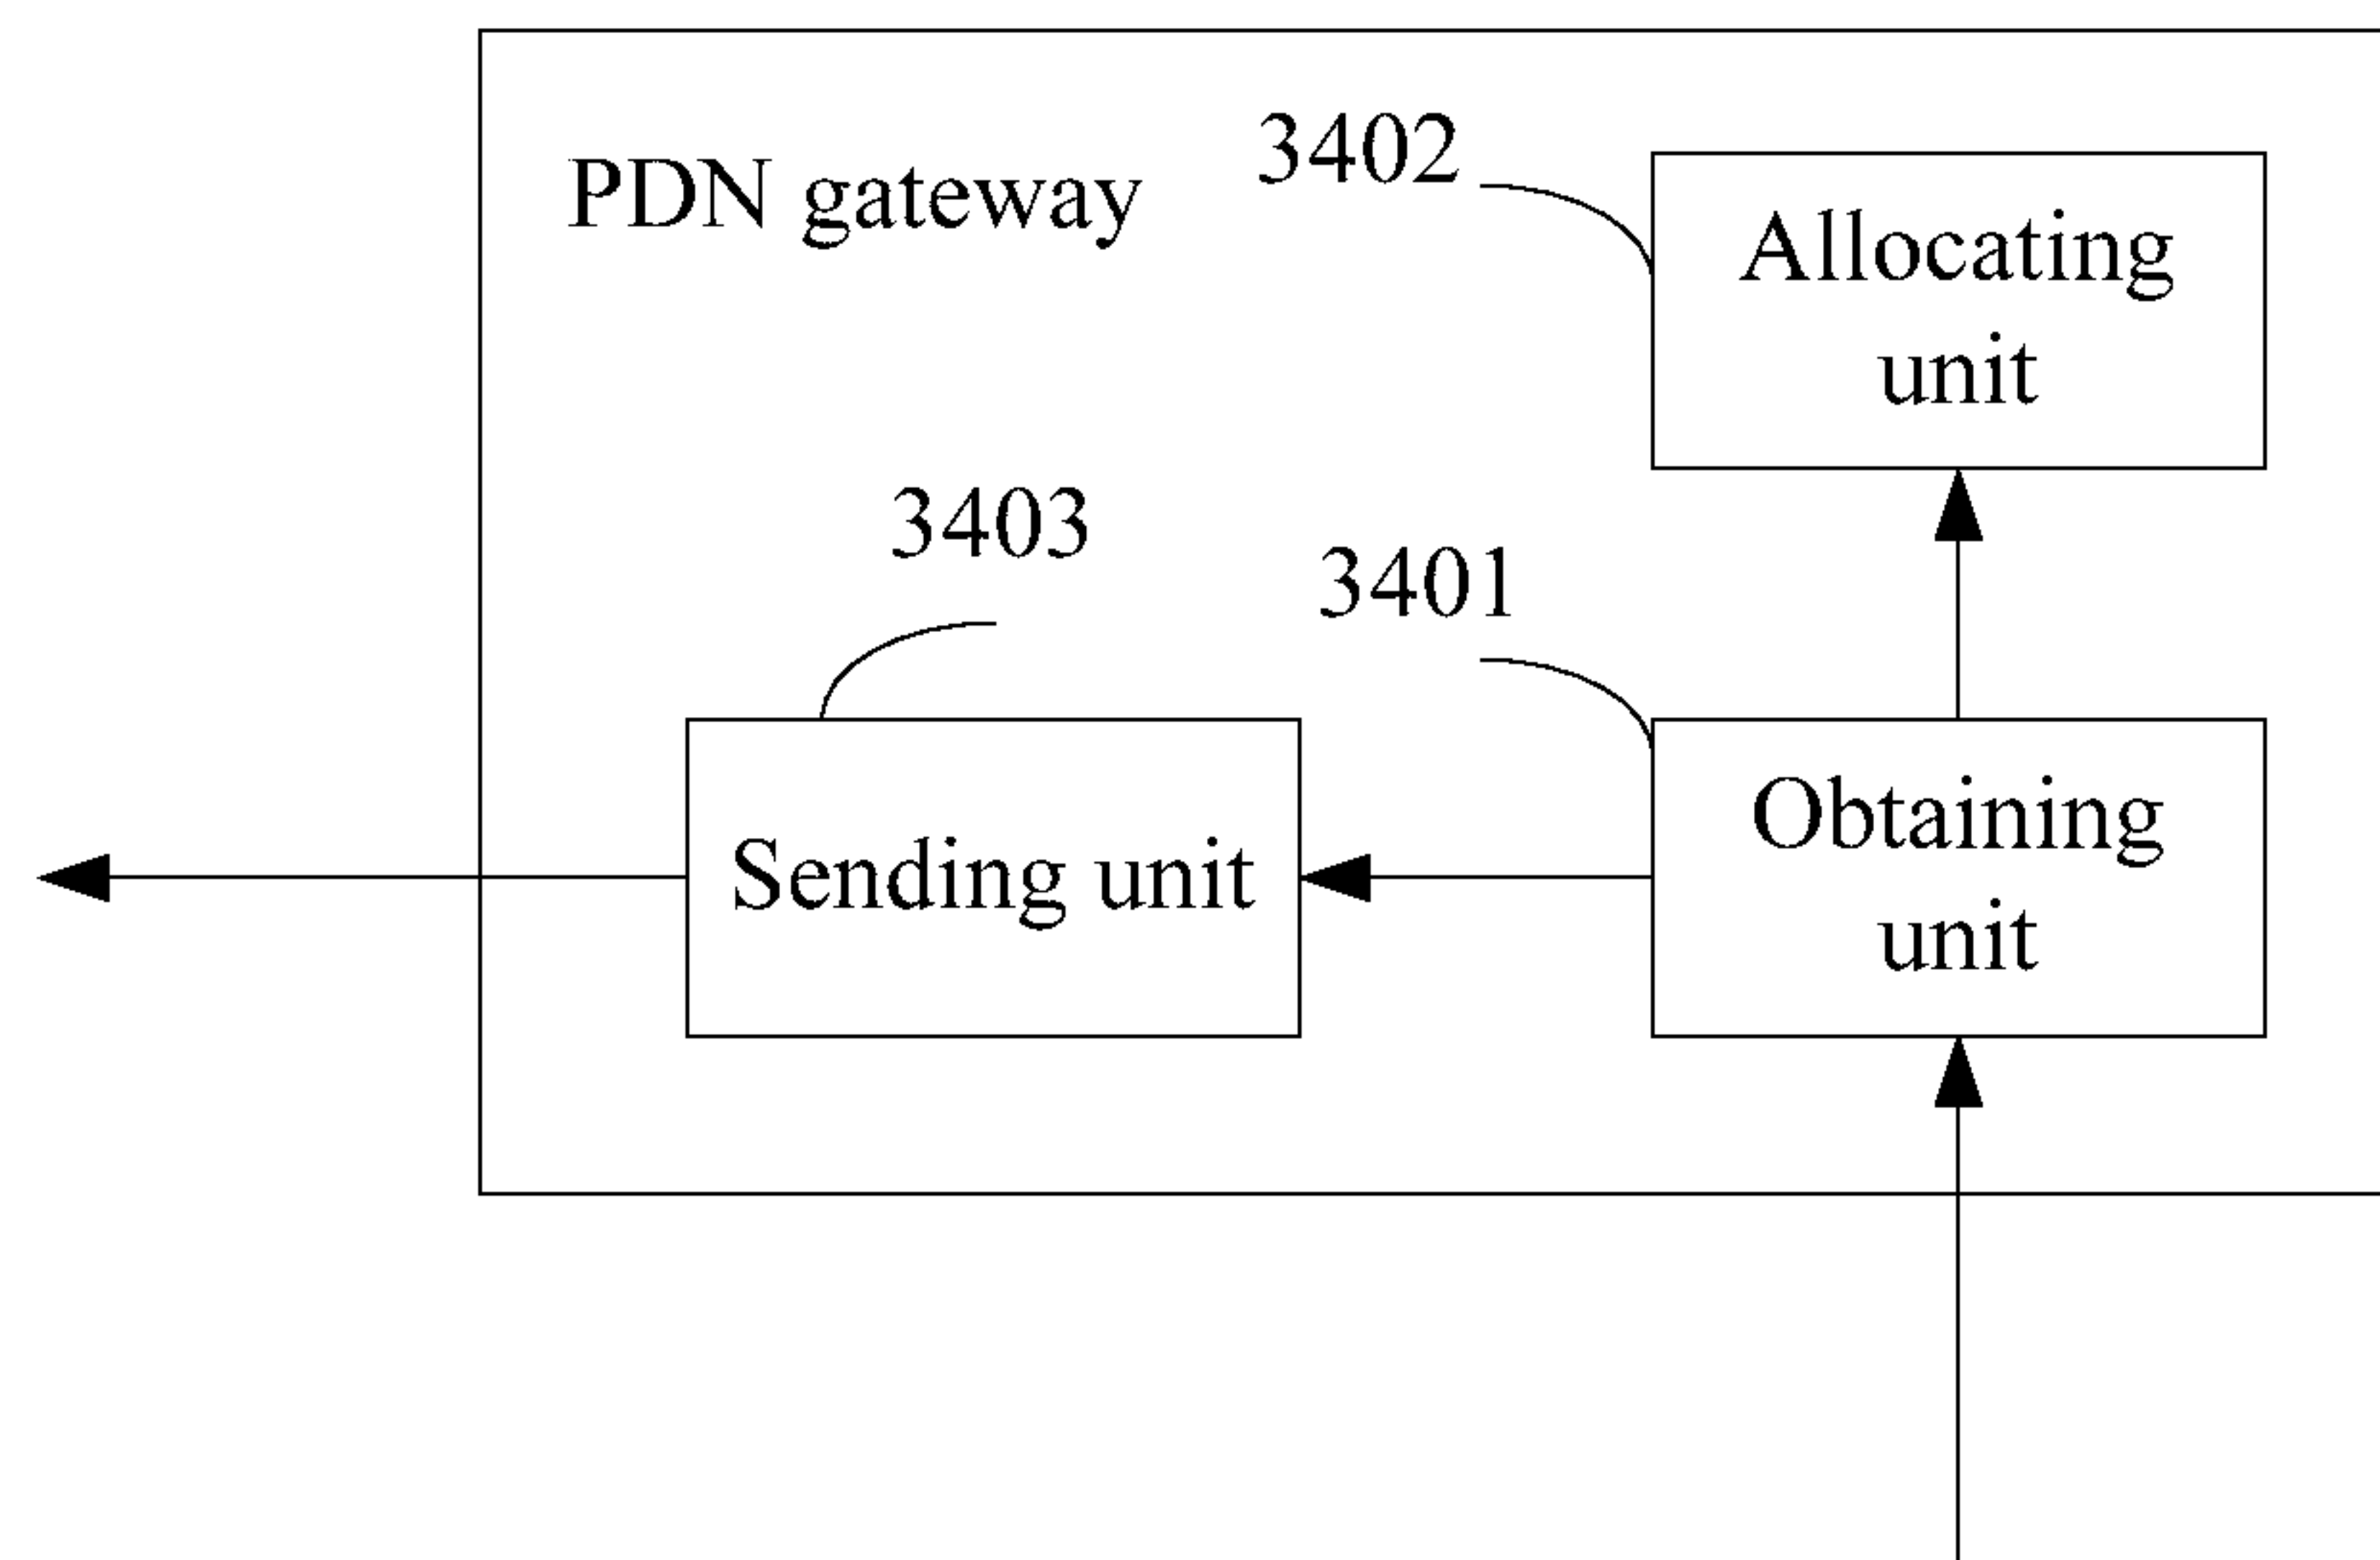 PDN gateway
3402
Allocating
unit
3403
3401
Sending unit
Obtaining
unit